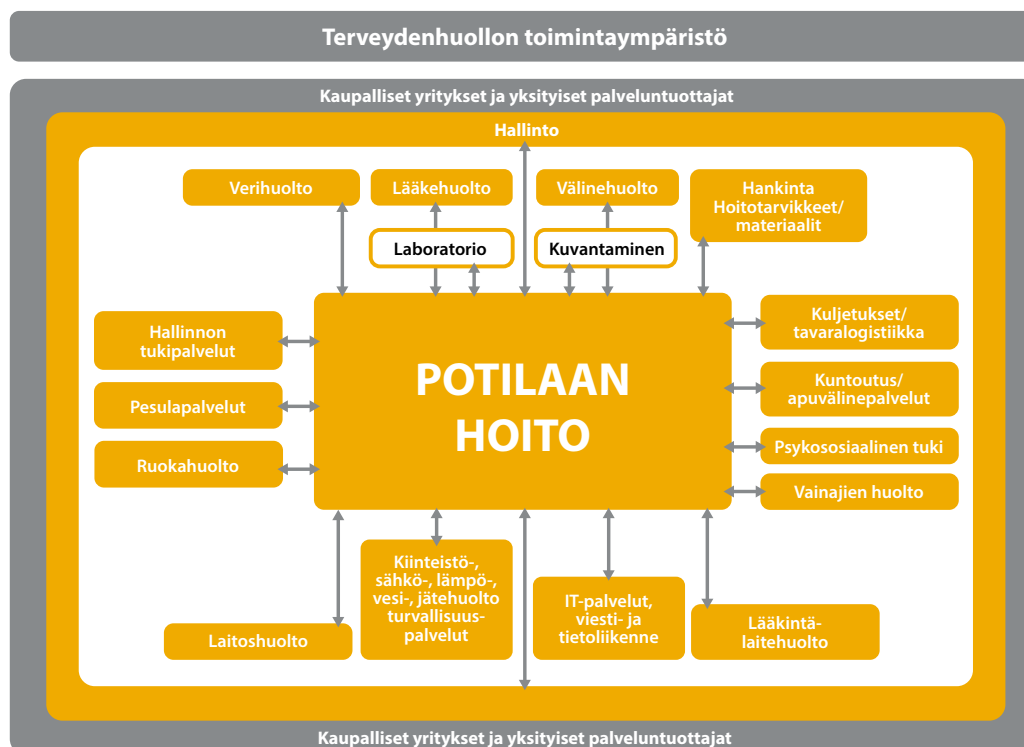 Terveydenhuollon toimintaympäristö
Kaupalliset yritykset ja yksityiset palveluntuottajat
Hallinto
Verihuolto
Lääkehuolto
Välinehuolto
Hankinta
Hoitotarvikkeet/
materiaalit
Laboratorio
Kuvantaminen
Hallinnon
tukipalvelut
Pesulapalvelut
Ruokahuolto
POTILAAN
HOITO
Kuljetukset/
tavaralogistiikka
Kuntoutus/
apuvälinepalvelut
Psykososiaalinen tuki
Vainajien huolto
Laitoshuolto
Kiinteistö-,
sähkö-, lämpö-,
vesi-, jätehuolto
turvallisuus-
palvelut
IT-palvelut,
viesti- ja
tietoliikenne
Lääkintä-
laitehuolto
Kaupalliset yritykset ja yksityiset palveluntuottajat